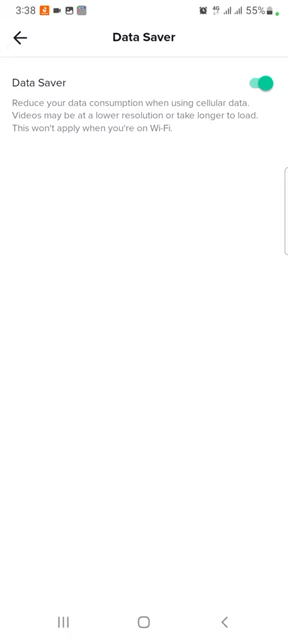 3:38
4G
55%
Data Saver
Data Saver
Reduce your data consumption when using cellular data.
Videos may be at a lower resolution or take longer to load.
This won't apply when you're on Wi-Fi.